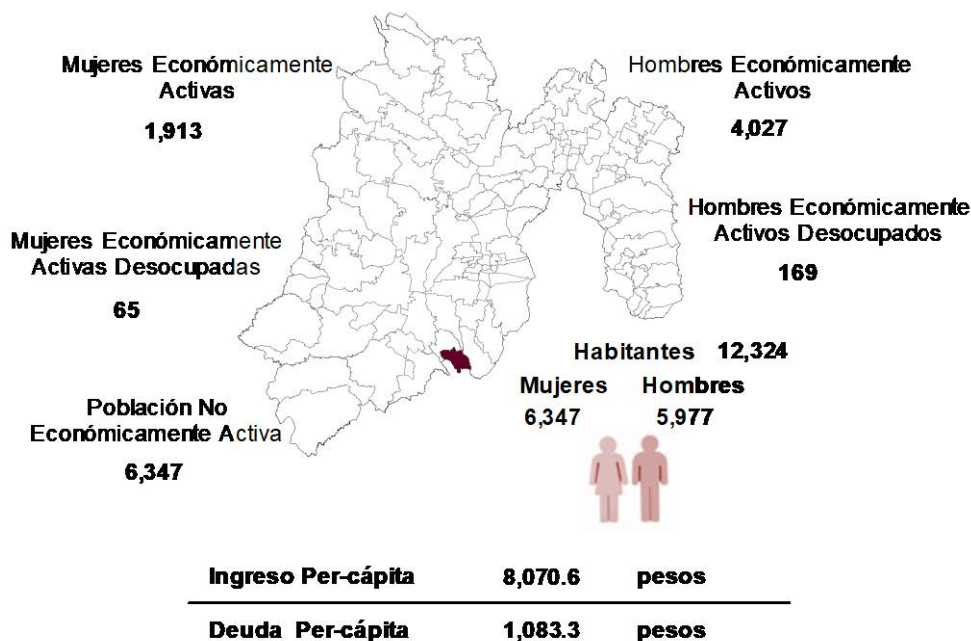 Mujeres Económicamente
Activas
1,913
Hombres Económicamente
Activos
4,027
Mujeres Económicamente
Activas Desocupadas
65
Hombres Económicamente
Activos Desocupados
169
Habitantes 12,324
Mujeres Hombres
6,347 5,977
Población No
Económicamente Activa
6,347
Ingreso Per-cápita 8,070.6 pesos
Deuda Per-cápita 1,083.3 pesos